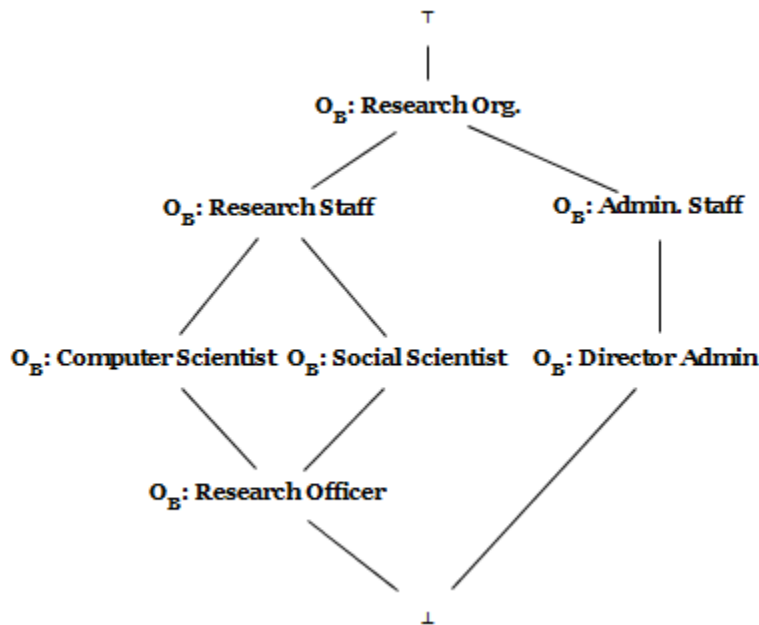 ⊤
O_B: Research Org.
O_B: Research Staff
O_B: Admin. Staff
O_B: Computer Scientist
O_B: Social Scientist
O_B: Director Admin
O_B: Research Officer
⊥